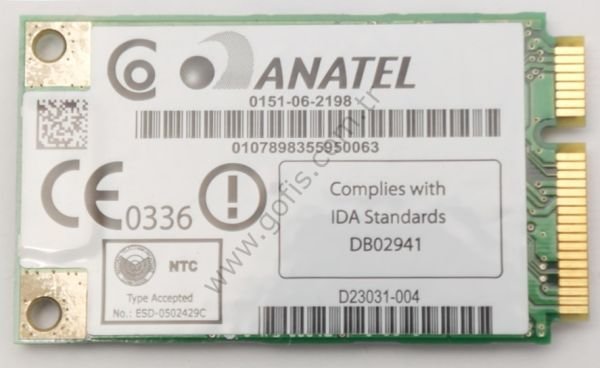 ANATEL
0151-06-2198
0107898355950063
CE 0336
Complies with
IDA Standards
DB02941
NTC
Type Accepted
No.: ESD-0502429C
D23031-004
www.gofis.com.tr